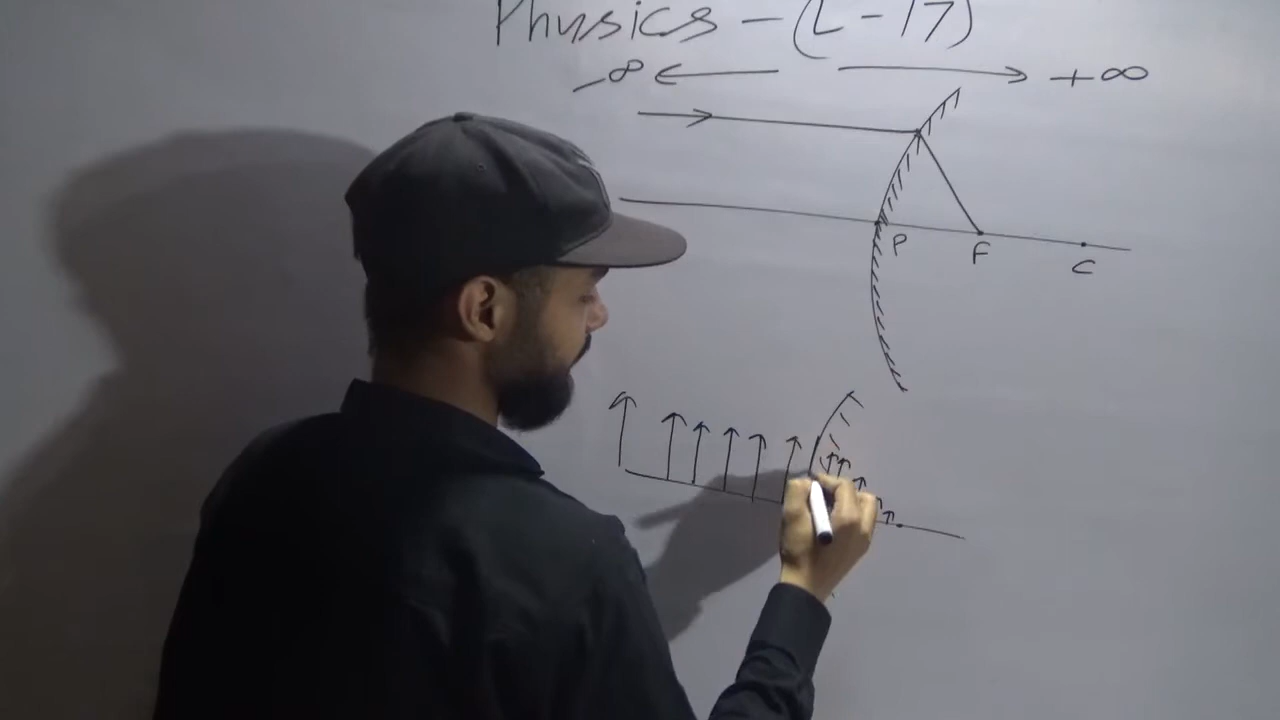 Physics - (L-17)
-∞ ← → +∞
P F C